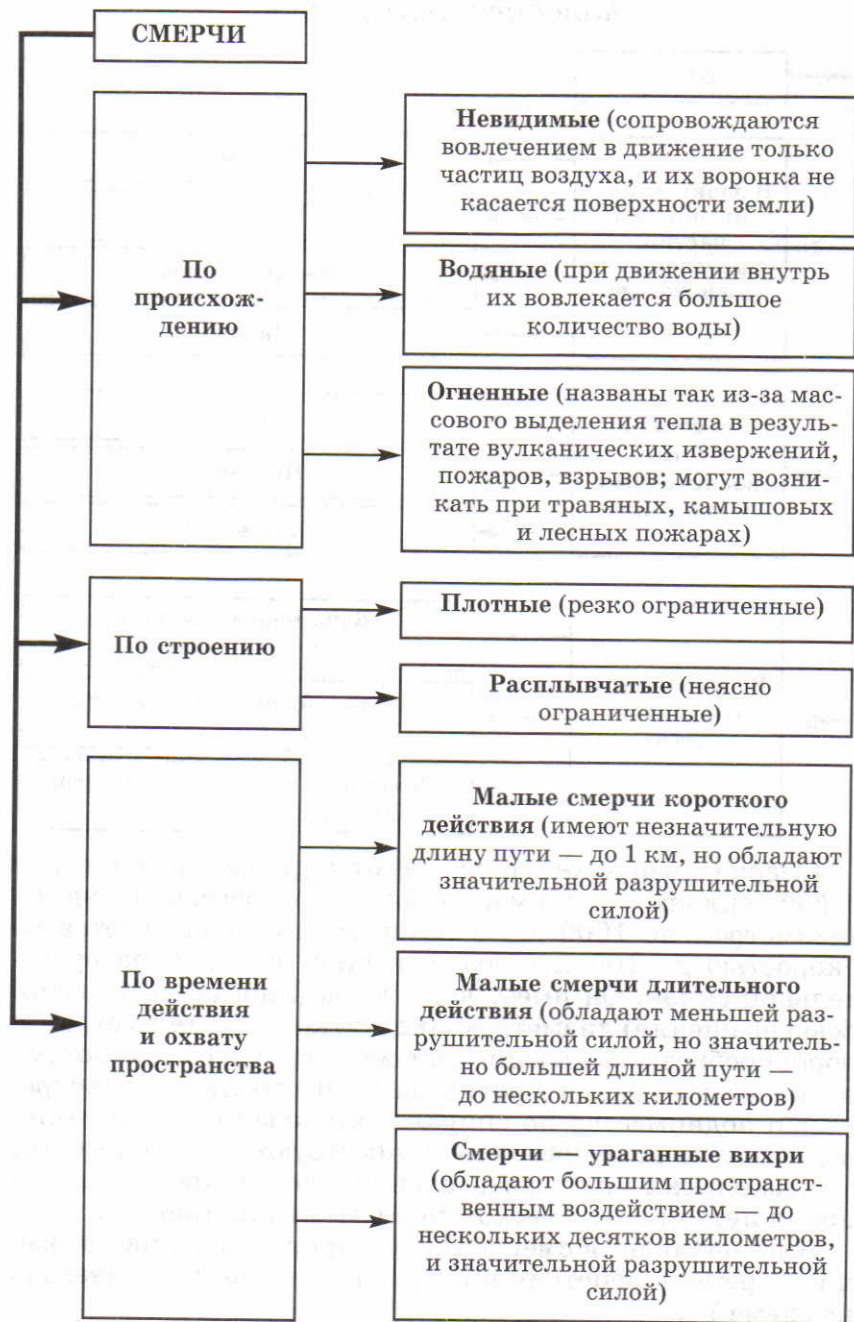 СМЕРЧИ
По
происхож-
дению
Невидимые (сопровождаются
вовлечением в движение только
частиц воздуха, и их воронка не
касается поверхности земли)
Водяные (при движении внутрь
их вовлекается большое
количество воды)
Огненные (названы так из-за мас-
сового выделения тепла в резуль-
тате вулканических извержений,
пожаров, взрывов; могут возни-
кать при травяных, камышовых
и лесных пожарах)
По строению
Плотные (резко ограниченные)
Расплывчатые (неясно
ограниченные)
По времени
действия
и охвату
пространства
Малые смерчи короткого
действия (имеют незначительную
длину пути — до 1 км, но обладают
значительной разрушительной
силой)
Малые смерчи длительного
действия (обладают меньшей раз-
рушительной силой, но значитель-
но большей длиной пути —
до нескольких километров)
Смерчи — ураганные вихри
(обладают большим пространст-
венным воздействием — до
нескольких десятков километров,
и значительной разрушительной
силой)